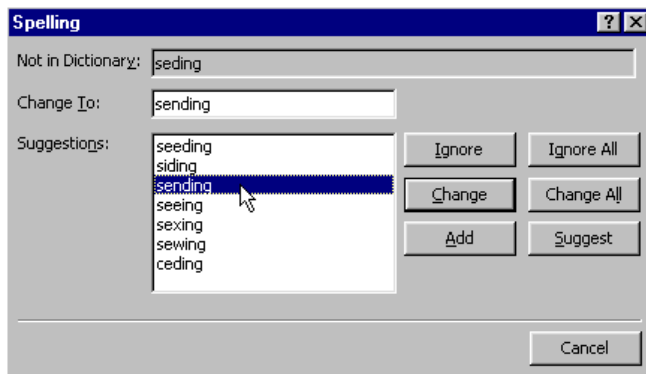 Spelling
Not in Dictionary: seding
Change To: sending
Suggestions:
seeding
siding
sending
seeing
sexing
sewing
ceding
Ignore Ignore All
Change Change All
Add Suggest
Cancel